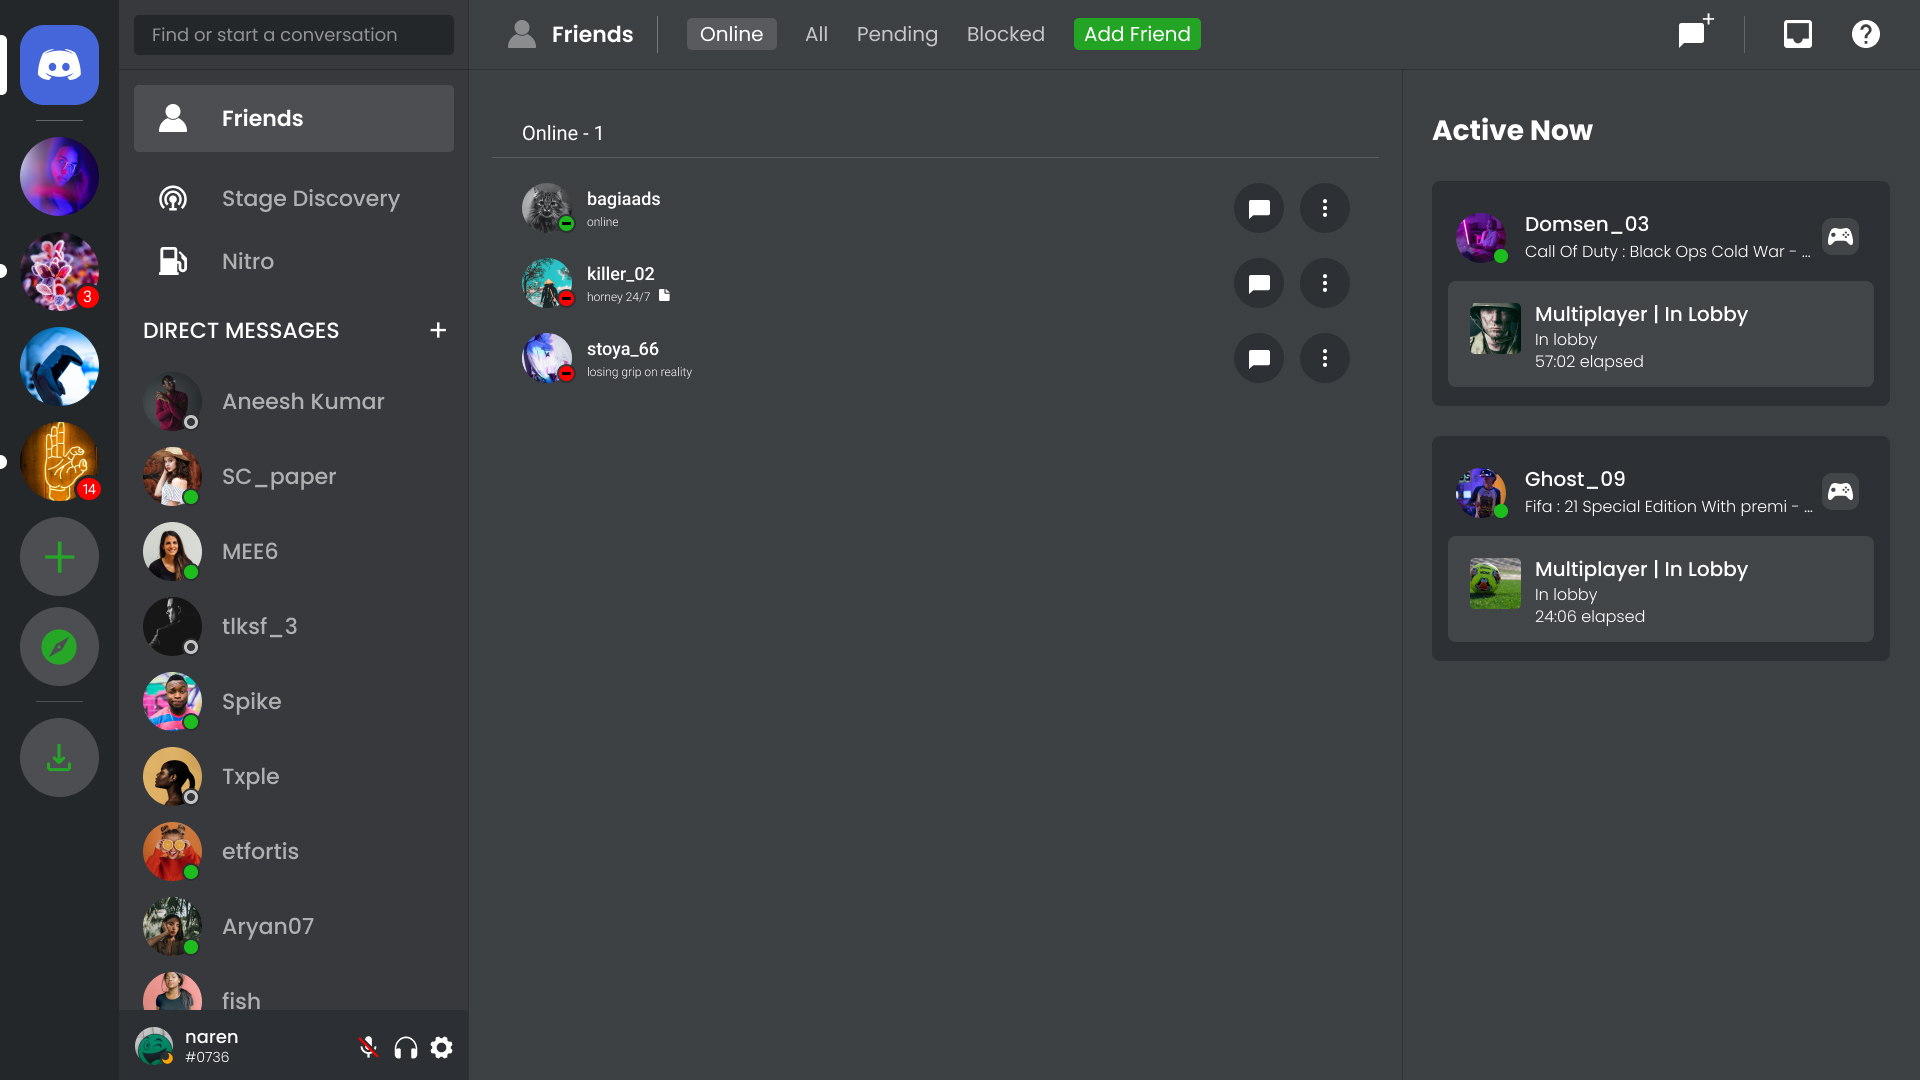 Find or start a conversation
Friends
Stage Discovery
Nitro
DIRECT MESSAGES
Aneesh Kumar
SC_paper
MEE6
tlksf_3
Spike
Txple
etfortis
Aryan07
fish
naren
#0736
3
14
Friends
Online
All
Pending
Blocked
Add Friend
Online - 1
bagiaads
online
killer_02
horney 24/7
stoya_66
losing grip on reality
Active Now
Domsen_03
Call Of Duty : Black Ops Cold War - ...
Multiplayer | In Lobby
In lobby
57:02 elapsed
Ghost_09
Fifa : 21 Special Edition With premi - ...
Multiplayer | In Lobby
In lobby
24:06 elapsed